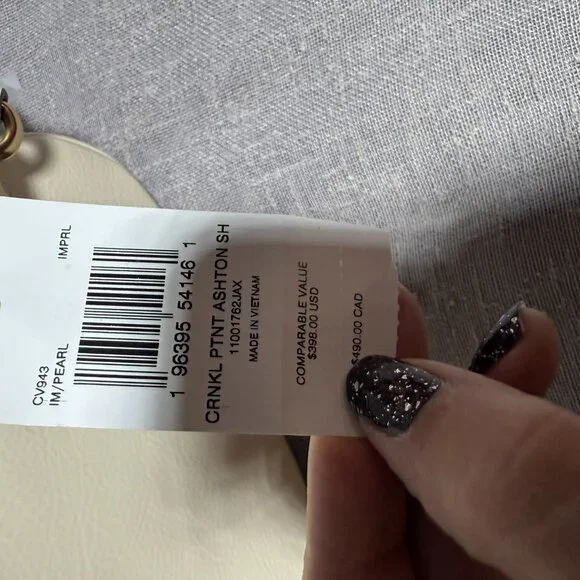 CV943
IM/PEARL
IMPRL
1 96395 54146 1
CRNKL PTNT ASHTON SH
11001762JAX
MADE IN VIETNAM
COMPARABLE VALUE
$398.00 USD
$490.00 CAD